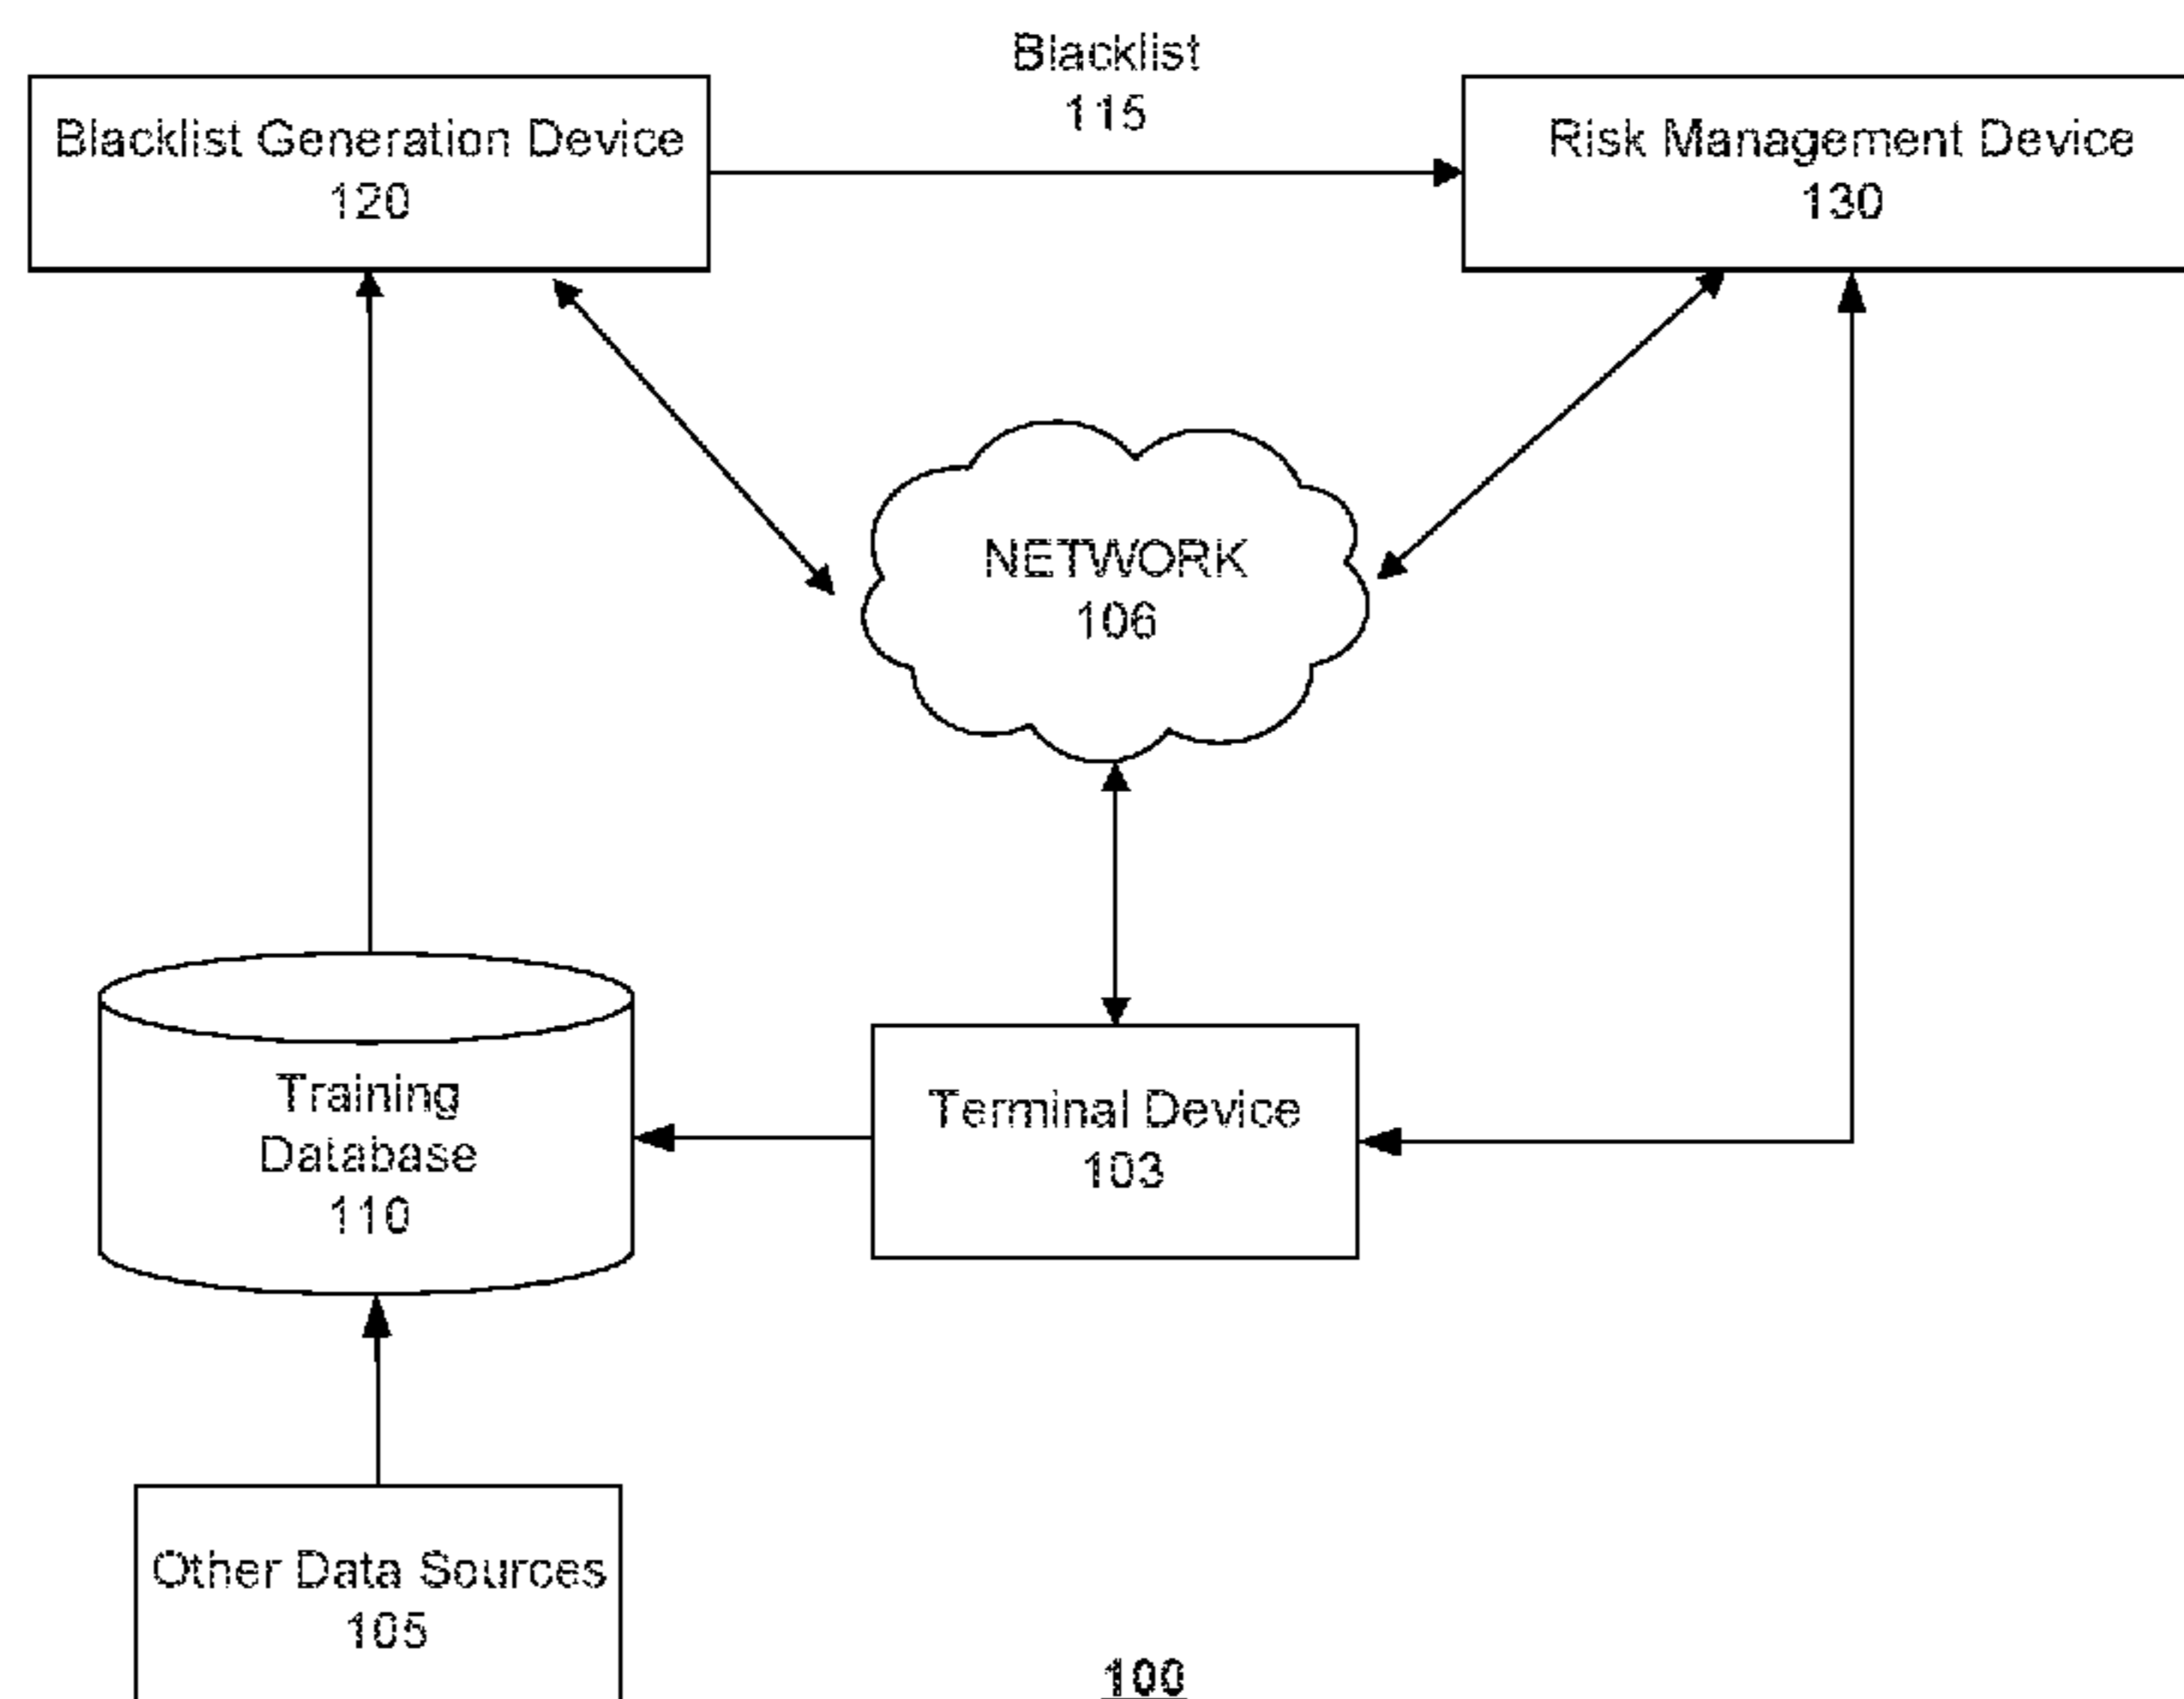 Blacklist
115
Blacklist Generation Device
120
Risk Management Device
130
NETWORK
106
Training
Database
110
Terminal Device
103
Other Data Sources
105
100